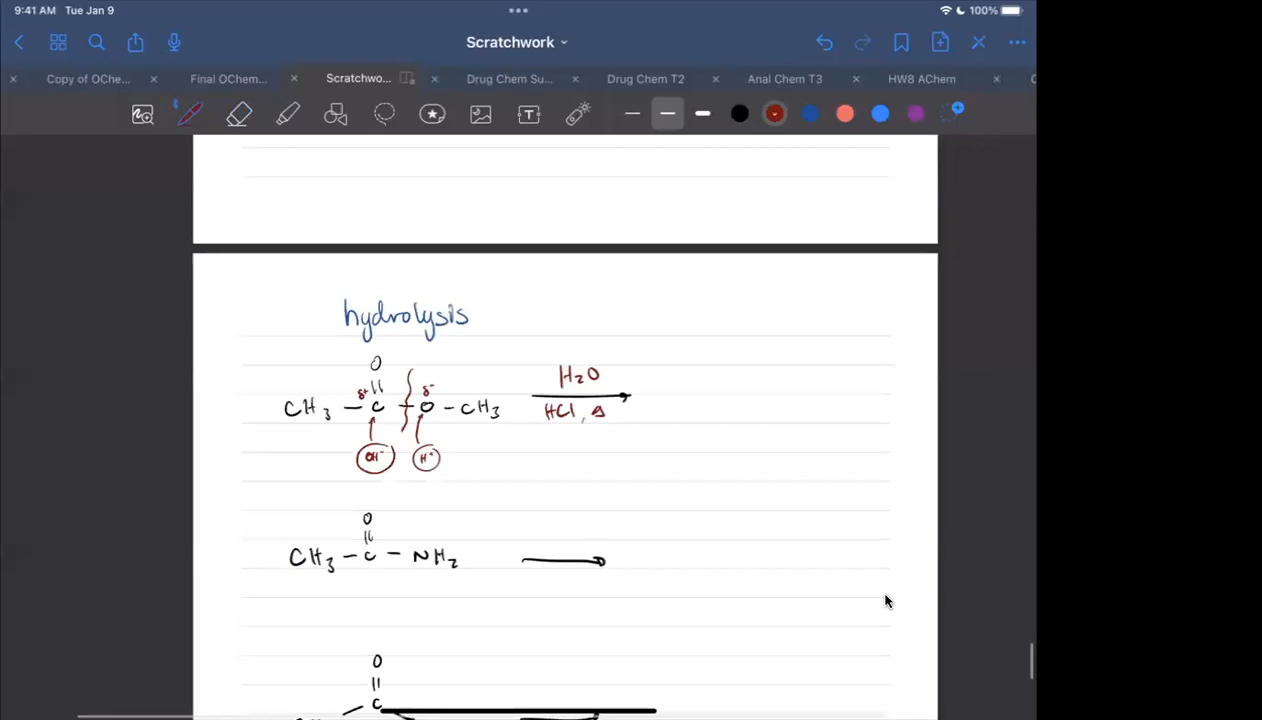 9:41 AM Tue Jan 9
100%
Scratchwork
Copy of OChe...
Final OChem...
Scratchwo...
Drug Chem Su...
Drug Chem T2
Anal Chem T3
HW8 AChem
T
hydrolysis
O
δ+ δ-
CH3 – C – O – CH3
H2O
HCl, Δ
OH- H+
O
CH3 – C – NH2
O
C